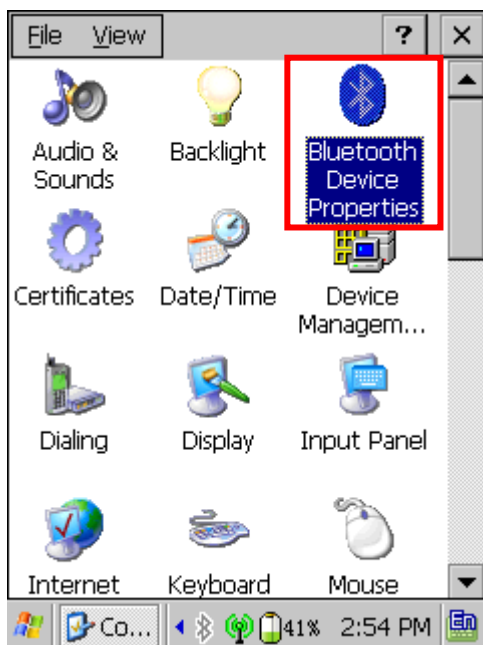 File View ? ×
Audio &
Sounds
Backlight
Bluetooth
Device
Properties
Certificates
Date/Time
Device
Managem...
Dialing
Display
Input Panel
Internet
Keyboard
Mouse
Co... 41% 2:54 PM En